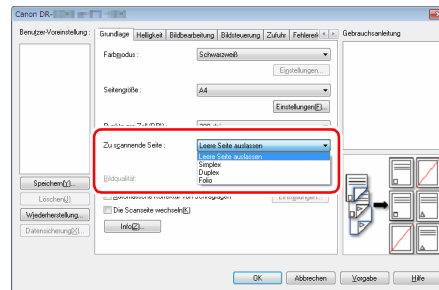 Canon DR-
Benutzer-Voreinstellung:
Grundlage Helligkeit Bildbearbeitung Bildsteuerung Zufuhr Fehlererk
Gebrauchsanleitung
Farbmodus :
Schwarzweiß
Einstellungen...
Seitengröße :
A4
Einstellungen(F)...
Zu scannende Seite :
Leere Seite auslassen
Leere Seite auslassen
Simplex
Duplex
Folio
Bildqualität:
Speichern(Y)...
Löschen(J)
Wiederherstellung...
Datensicherung(X)...
Die Scanseite wechseln(K)
Info(Z)...
OK Abbrechen Vorgabe Hilfe